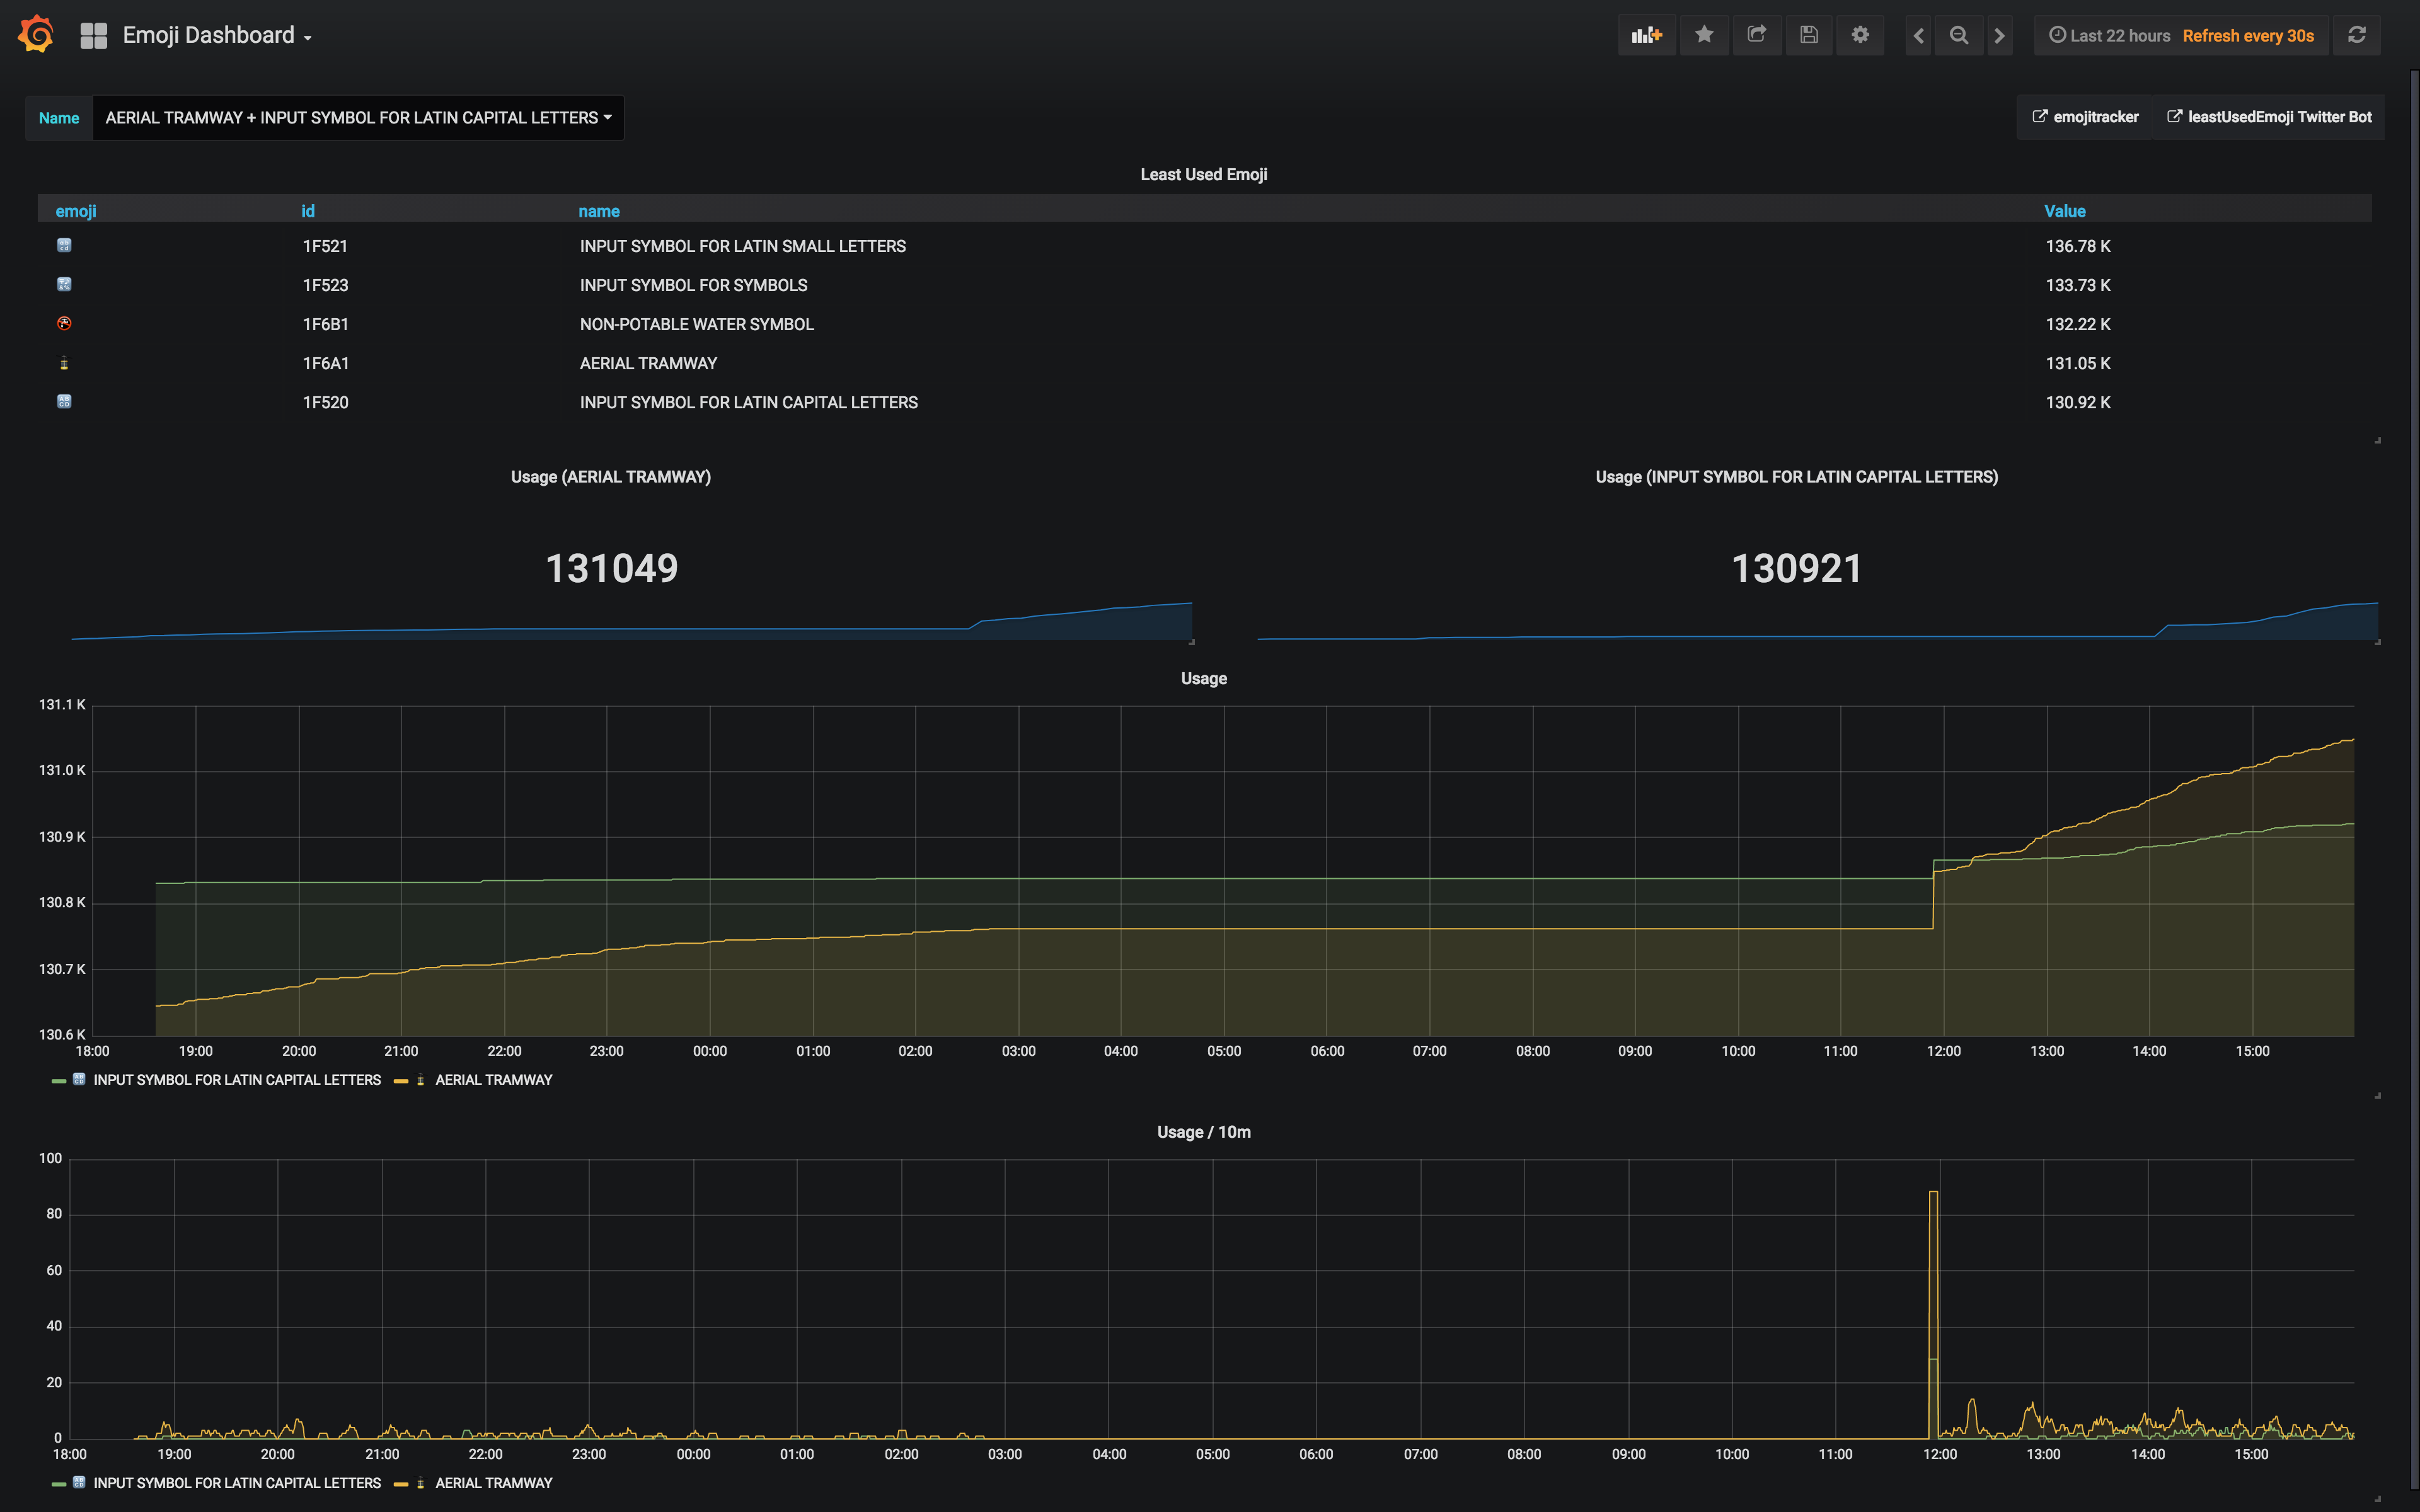 Emoji Dashboard
Last 22 hours Refresh every 30s
Name AERIAL TRAMWAY + INPUT SYMBOL FOR LATIN CAPITAL LETTERS
emojitracker leastUsedEmoji Twitter Bot
Least Used Emoji
emoji id name Value
1F521 INPUT SYMBOL FOR LATIN SMALL LETTERS 136.78 K
1F523 INPUT SYMBOL FOR SYMBOLS 133.73 K
1F6B1 NON-POTABLE WATER SYMBOL 132.22 K
1F6A1 AERIAL TRAMWAY 131.05 K
1F520 INPUT SYMBOL FOR LATIN CAPITAL LETTERS 130.92 K
Usage (AERIAL TRAMWAY) Usage (INPUT SYMBOL FOR LATIN CAPITAL LETTERS)
131049 130921
Usage
131.1 K
131.0 K
130.9 K
130.8 K
130.7 K
130.6 K
18:00 19:00 20:00 21:00 22:00 23:00 00:00 01:00 02:00 03:00 04:00 05:00 06:00 07:00 08:00 09:00 10:00 11:00 12:00 13:00 14:00 15:00
INPUT SYMBOL FOR LATIN CAPITAL LETTERS AERIAL TRAMWAY
Usage / 10m
100
80
60
40
20
0
18:00 19:00 20:00 21:00 22:00 23:00 00:00 01:00 02:00 03:00 04:00 05:00 06:00 07:00 08:00 09:00 10:00 11:00 12:00 13:00 14:00 15:00
INPUT SYMBOL FOR LATIN CAPITAL LETTERS AERIAL TRAMWAY